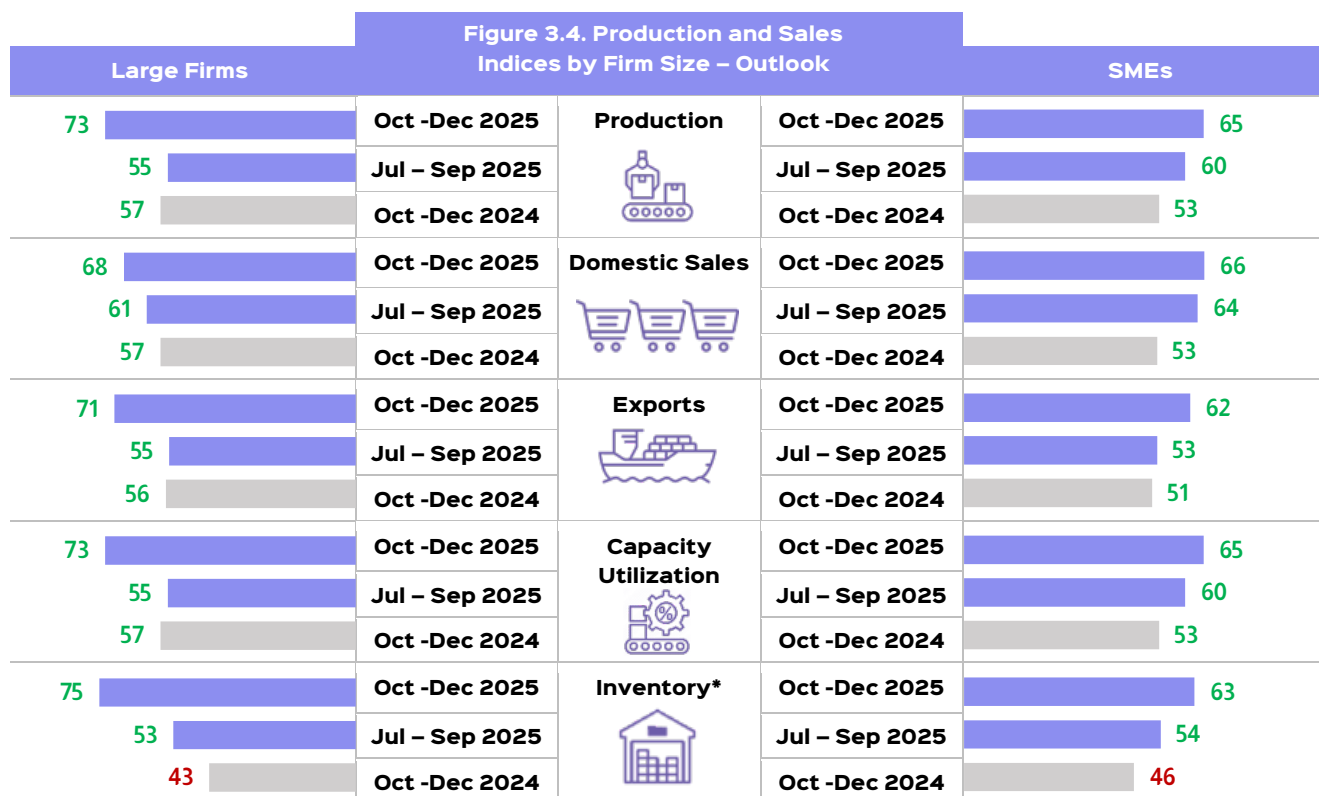 Figure 3.4. Production and Sales
Indices by Firm Size – Outlook
Large Firms
SMEs
73 Oct -Dec 2025 Production Oct -Dec 2025 65
55 Jul – Sep 2025 Jul – Sep 2025 60
57 Oct -Dec 2024 Oct -Dec 2024 53
68 Oct -Dec 2025 Domestic Sales Oct -Dec 2025 66
61 Jul – Sep 2025 Jul – Sep 2025 64
57 Oct -Dec 2024 Oct -Dec 2024 53
71 Oct -Dec 2025 Exports Oct -Dec 2025 62
55 Jul – Sep 2025 Jul – Sep 2025 53
56 Oct -Dec 2024 Oct -Dec 2024 51
73 Oct -Dec 2025 Capacity Oct -Dec 2025 65
Utilization
55 Jul – Sep 2025 % Jul – Sep 2025 60
57 Oct -Dec 2024 Oct -Dec 2024 53
75 Oct -Dec 2025 Inventory* Oct -Dec 2025 63
53 Jul – Sep 2025 Jul – Sep 2025 54
43 Oct -Dec 2024 Oct -Dec 2024 46